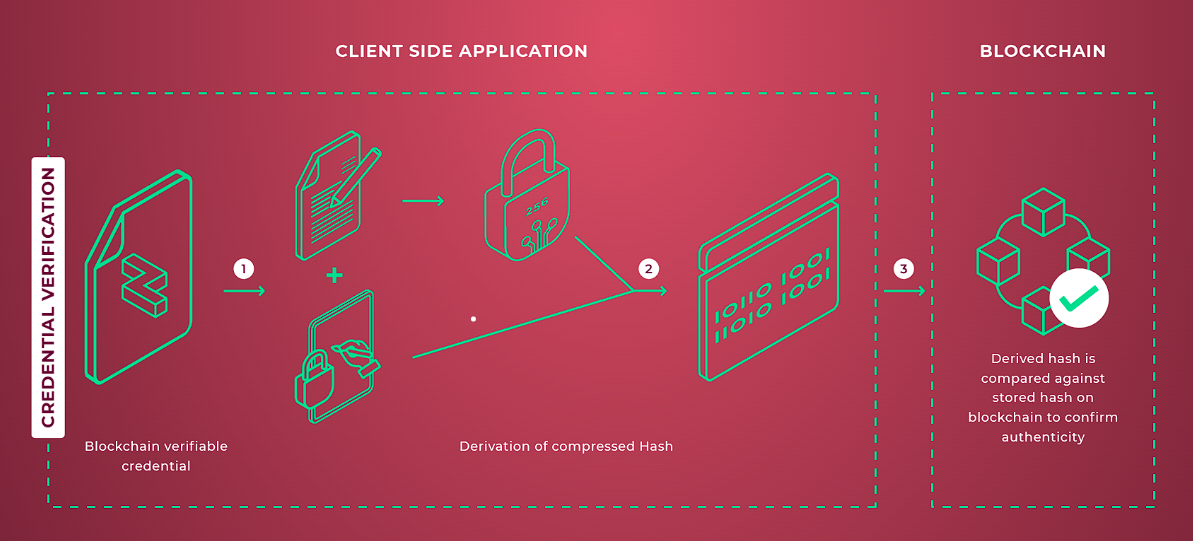 CLIENT SIDE APPLICATION
BLOCKCHAIN
CREDENTIAL VERIFICATION
1
256
2
10110 1001
11010 1001
3
Blockchain verifiable
credential
Derivation of compressed Hash
Derived hash is
compared against
stored hash on
blockchain to confirm
authenticity